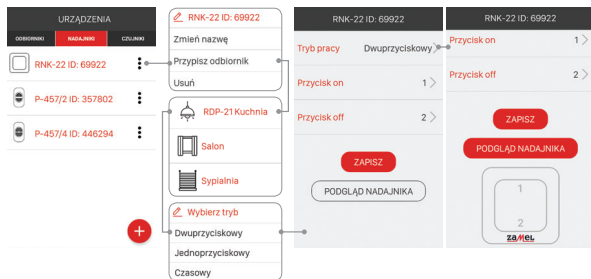 URZĄDZENIA
ODBIORNIKI NADAJNIKI CZUJNIKI
RNK-22 ID: 69922
P-457/2 ID: 357802
P-457/4 ID: 446294
+
RNK-22 ID: 69922
Zmień nazwę
Przypisz odbiornik
Usuń
RDP-21 Kuchnia
Salon
Sypialnia
Wybierz tryb
Dwuprzyciskowy
Jednoprzyciskowy
Czasowy
RNK-22 ID: 69922
Tryb pracy Dwuprzyciskowy >
Przycisk on 1 >
Przycisk off 2 >
ZAPISZ
PODGLĄD NADAJNIKA
RNK-22 ID: 69922
Przycisk on 1 >
Przycisk off 2 >
ZAPISZ
PODGLĄD NADAJNIKA
1
2
zamel